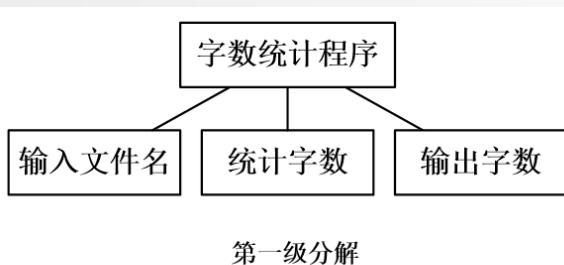 字数统计程序
输入文件名
统计字数
输出字数
第一级分解